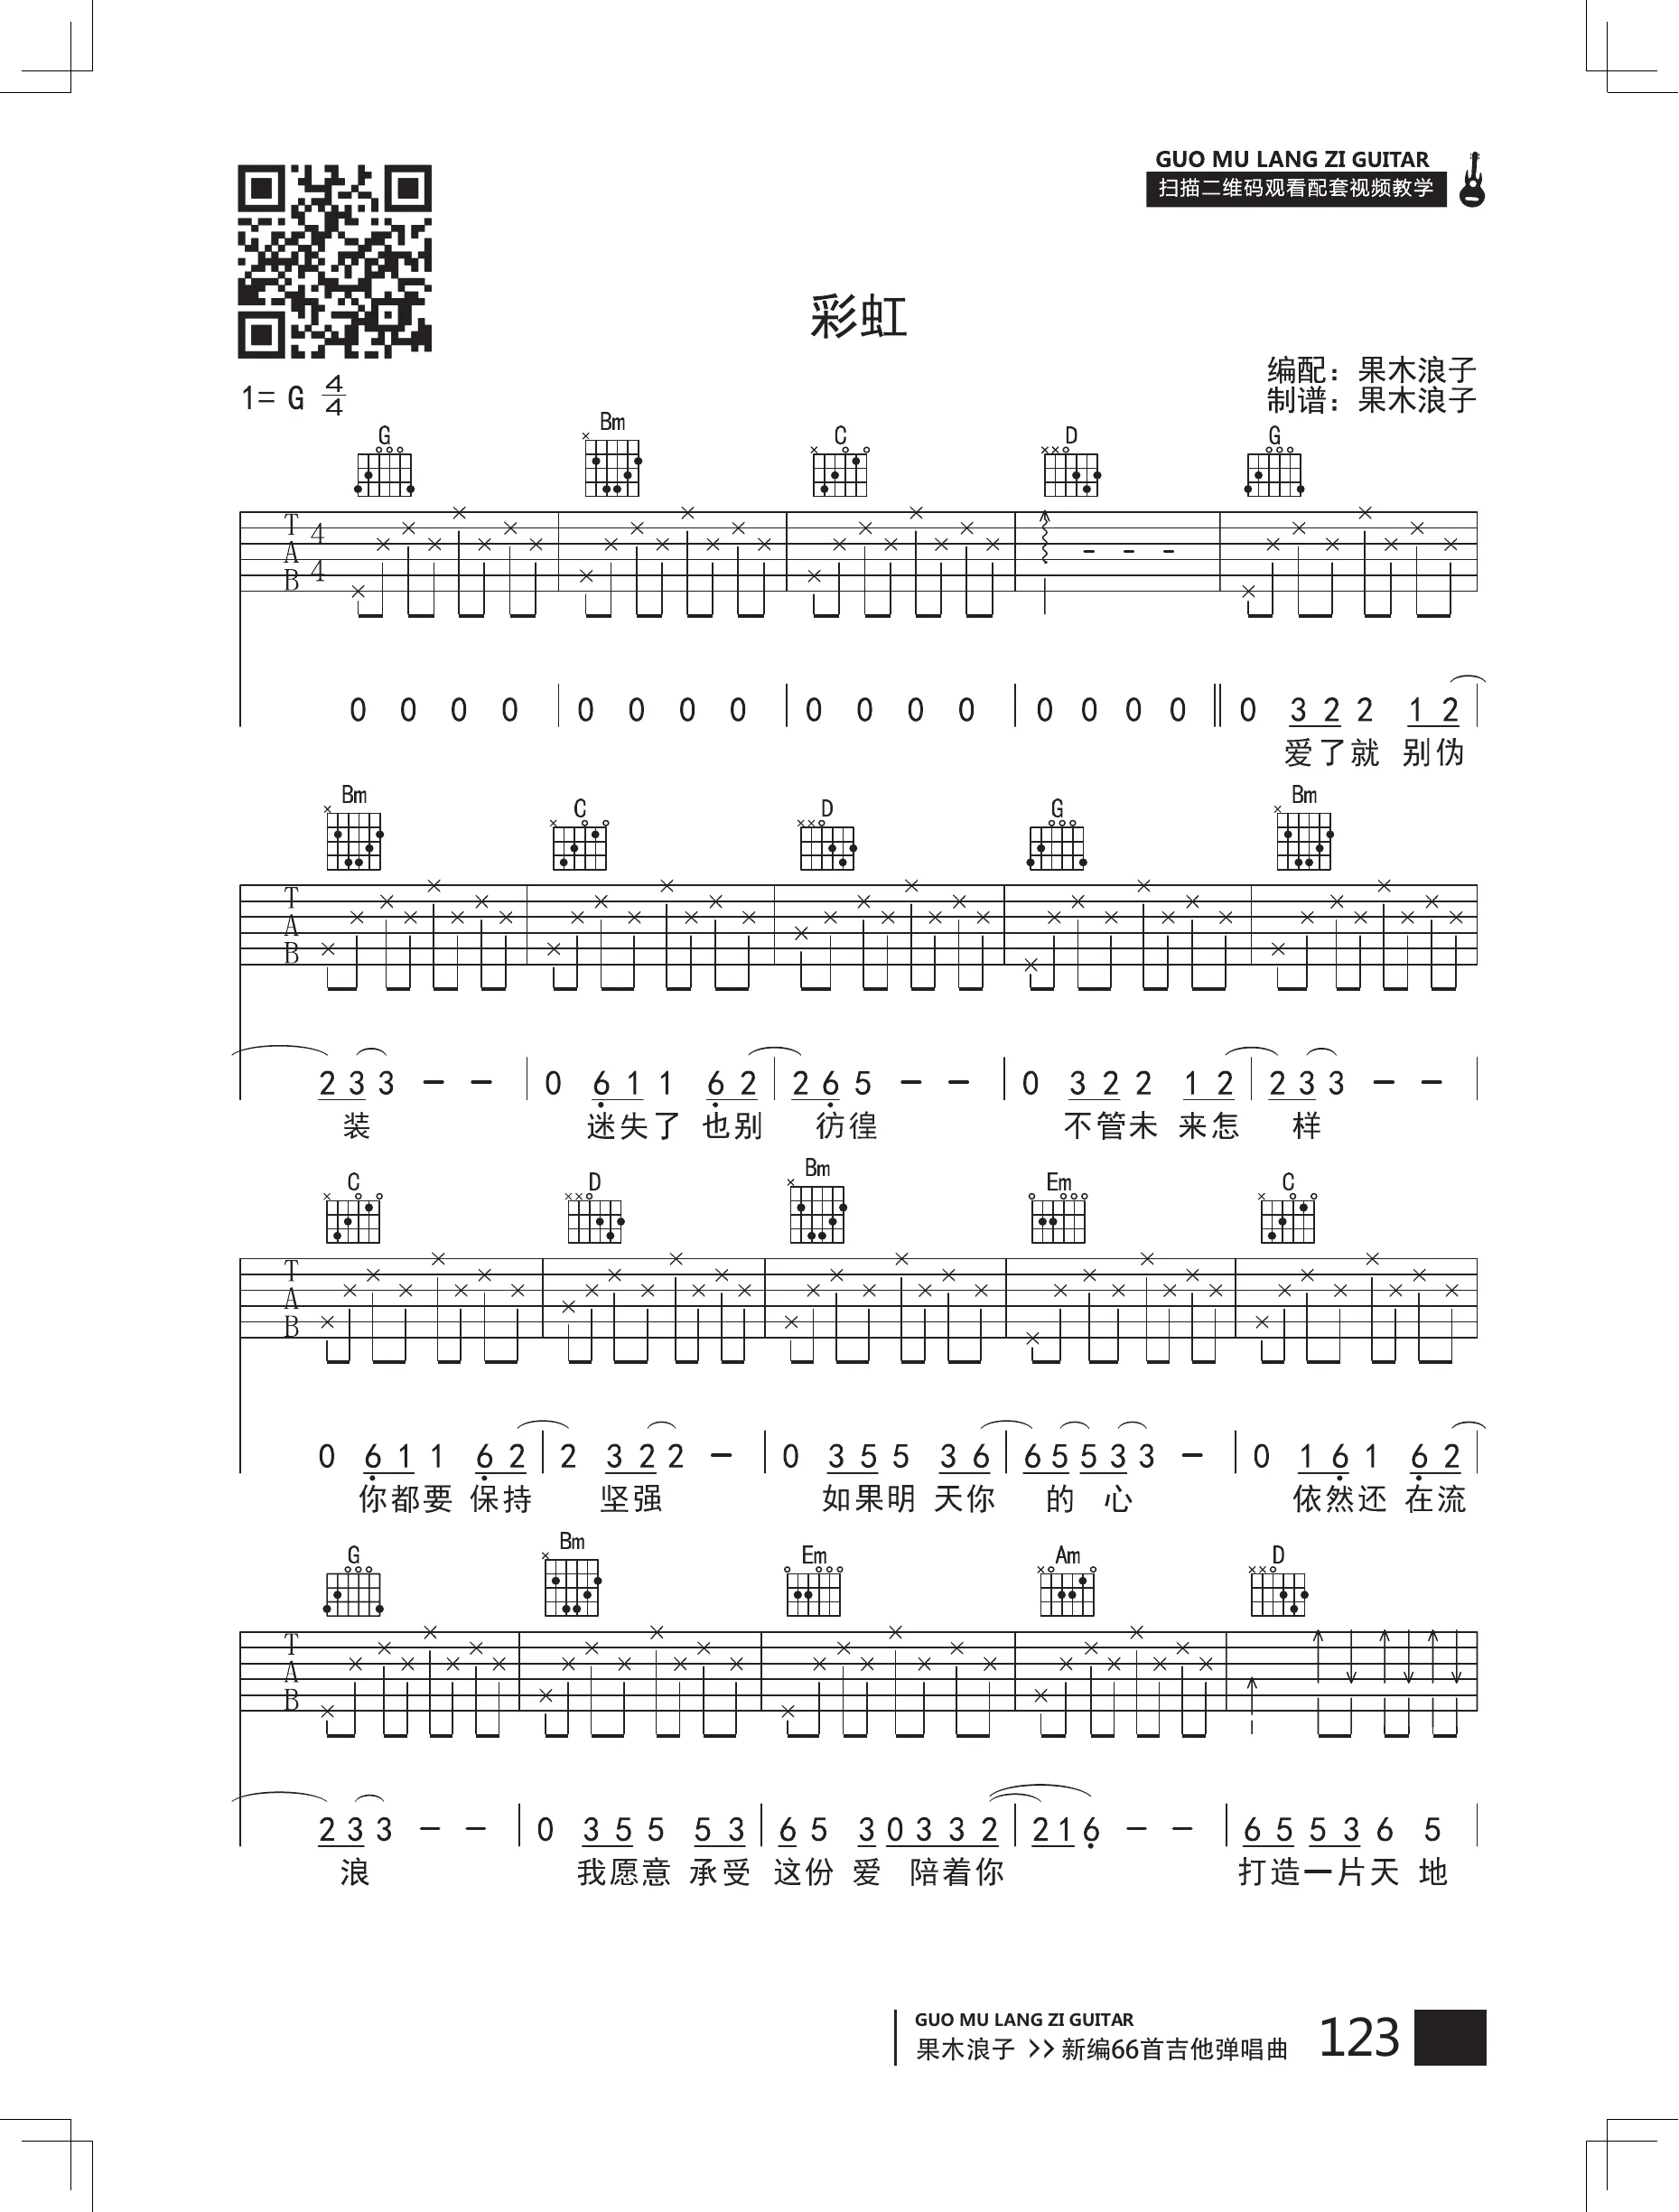 GUO MU LANG ZI GUITAR
扫描二维码观看配套视频教学
彩虹
编配：果木浪子
制谱：果木浪子
1= G 4/4
G Bm C D G
T A B 4 4
0 0 0 0 | 0 0 0 0 | 0 0 0 0 | 0 0 0 0 || 0 3 2 2 1 2 |
爱了就 别伪
Bm C D G Bm
T A B
2 3 3 - - | 0 6 1 1 6 2 | 2 6 5 - - | 0 3 2 2 1 2 | 2 3 3 - - |
装 迷失了 也别 彷徨 不管未 来怎 样
C D Bm Em C
T A B
0 6 1 1 6 2 | 2 3 2 2 - | 0 3 5 5 3 6 | 6 5 5 3 3 - | 0 1 6 1 6 2 |
你都要 保持 坚强 如果明 天你 的 心 依然还 在流
G Bm Em Am D
T A B
2 3 3 - - | 0 3 5 5 5 3 | 6 5 3 0 3 3 2 | 2 1 6 - - | 6 5 5 3 6 5 |
浪 我愿意 承受 这份 爱 陪着你 打造一片天 地
GUO MU LANG ZI GUITAR
果木浪子 >> 新编66首吉他弹唱曲 123